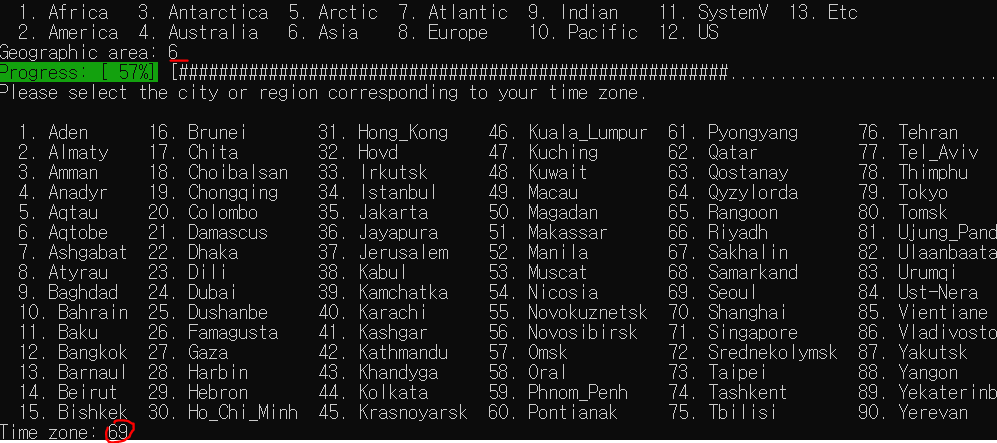 1. Africa 3. Antarctica 5. Arctic 7. Atlantic 9. Indian 11. SystemV 13. Etc
2. America 4. Australia 6. Asia 8. Europe 10. Pacific 12. US
Geographic area: 6
Progress: [ 57%] [#######################################################...........................
Please select the city or region corresponding to your time zone.
1. Aden 16. Brunei 31. Hong_Kong 46. Kuala_Lumpur 61. Pyongyang 76. Tehran
2. Almaty 17. Chita 32. Hovd 47. Kuching 62. Qatar 77. Tel_Aviv
3. Amman 18. Choibalsan 33. Irkutsk 48. Kuwait 63. Qostanay 78. Thimphu
4. Anadyr 19. Chongqing 34. Istanbul 49. Macau 64. Qyzylorda 79. Tokyo
5. Aqtau 20. Colombo 35. Jakarta 50. Magadan 65. Rangoon 80. Tomsk
6. Aqtobe 21. Damascus 36. Jayapura 51. Makassar 66. Riyadh 81. Ujung_Pand
7. Ashgabat 22. Dhaka 37. Jerusalem 52. Manila 67. Sakhalin 82. Ulaanbaata
8. Atyrau 23. Dili 38. Kabul 53. Muscat 68. Samarkand 83. Urumqi
9. Baghdad 24. Dubai 39. Kamchatka 54. Nicosia 69. Seoul 84. Ust-Nera
10. Bahrain 25. Dushanbe 40. Karachi 55. Novokuznetsk 70. Shanghai 85. Vientiane
11. Baku 26. Famagusta 41. Kashgar 56. Novosibirsk 71. Singapore 86. Vladivosto
12. Bangkok 27. Gaza 42. Kathmandu 57. Omsk 72. Srednekolymsk 87. Yakutsk
13. Barnaul 28. Harbin 43. Khandyga 58. Oral 73. Taipei 88. Yangon
14. Beirut 29. Hebron 44. Kolkata 59. Phnom_Penh 74. Tashkent 89. Yekaterinb
15. Bishkek 30. Ho_Chi_Minh 45. Krasnoyarsk 60. Pontianak 75. Tbilisi 90. Yerevan
Time zone: 69